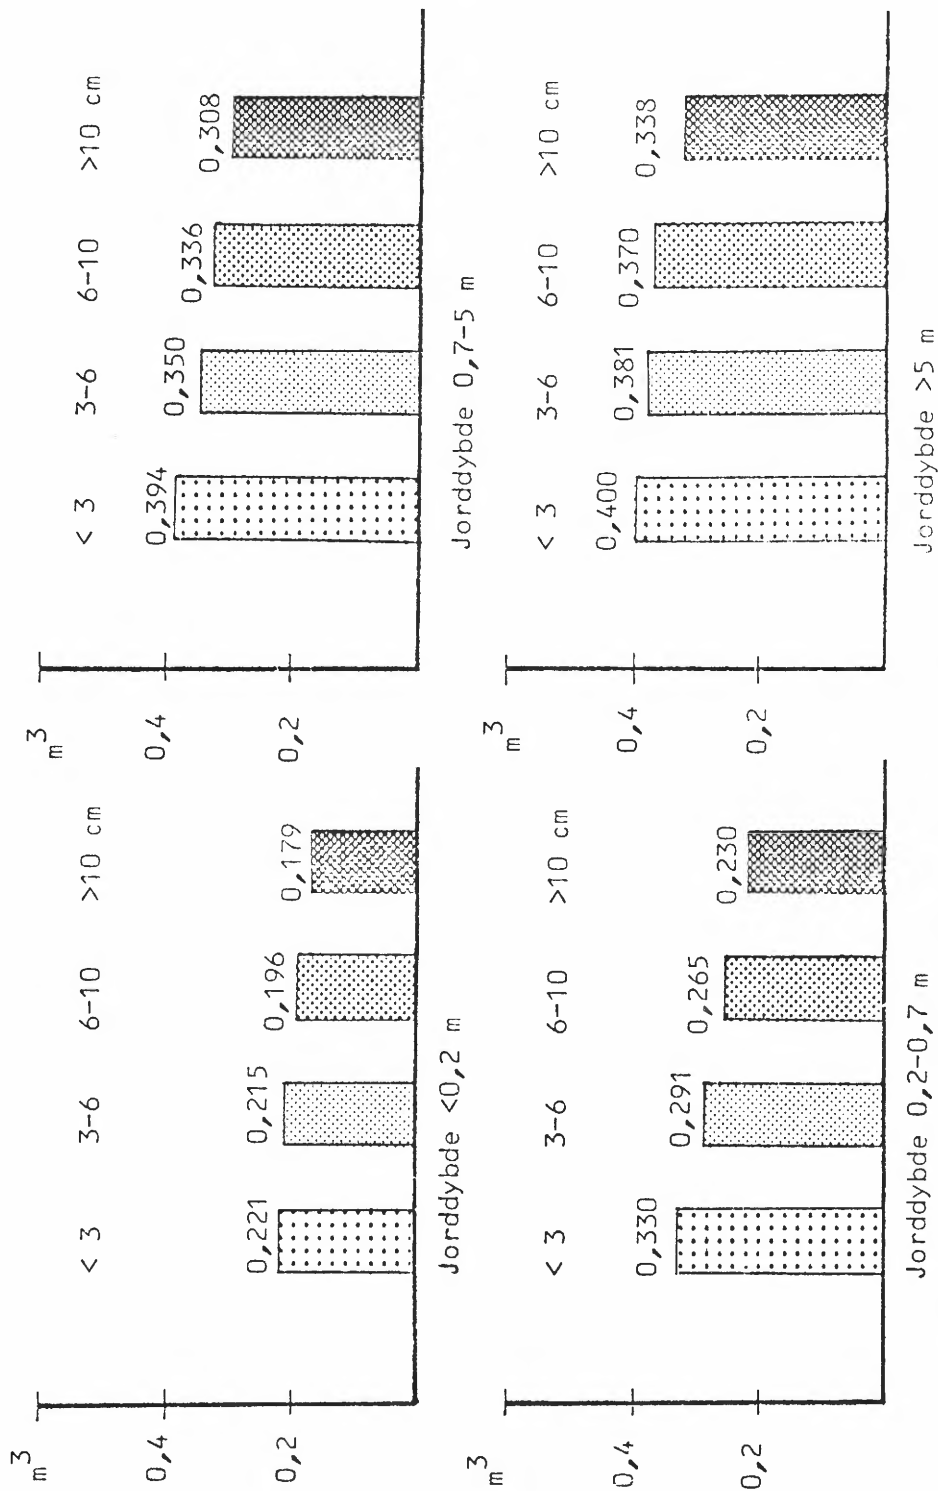 m³
< 3 3-6 6-10 >10 cm
0,4
0,2
0,221 0,215 0,196 0,179
Jorddybde <0,2 m
m³
< 3 3-6 6-10 >10 cm
0,4
0,2
0,394 0,350 0,336 0,308
Jorddybde 0,7-5 m
m³
< 3 3-6 6-10 >10 cm
0,4
0,2
0,330 0,291 0,265 0,230
Jorddybde 0,2-0,7 m
m³
< 3 3-6 6-10 >10 cm
0,4
0,2
0,400 0,381 0,370 0,338
Jorddybde >5 m